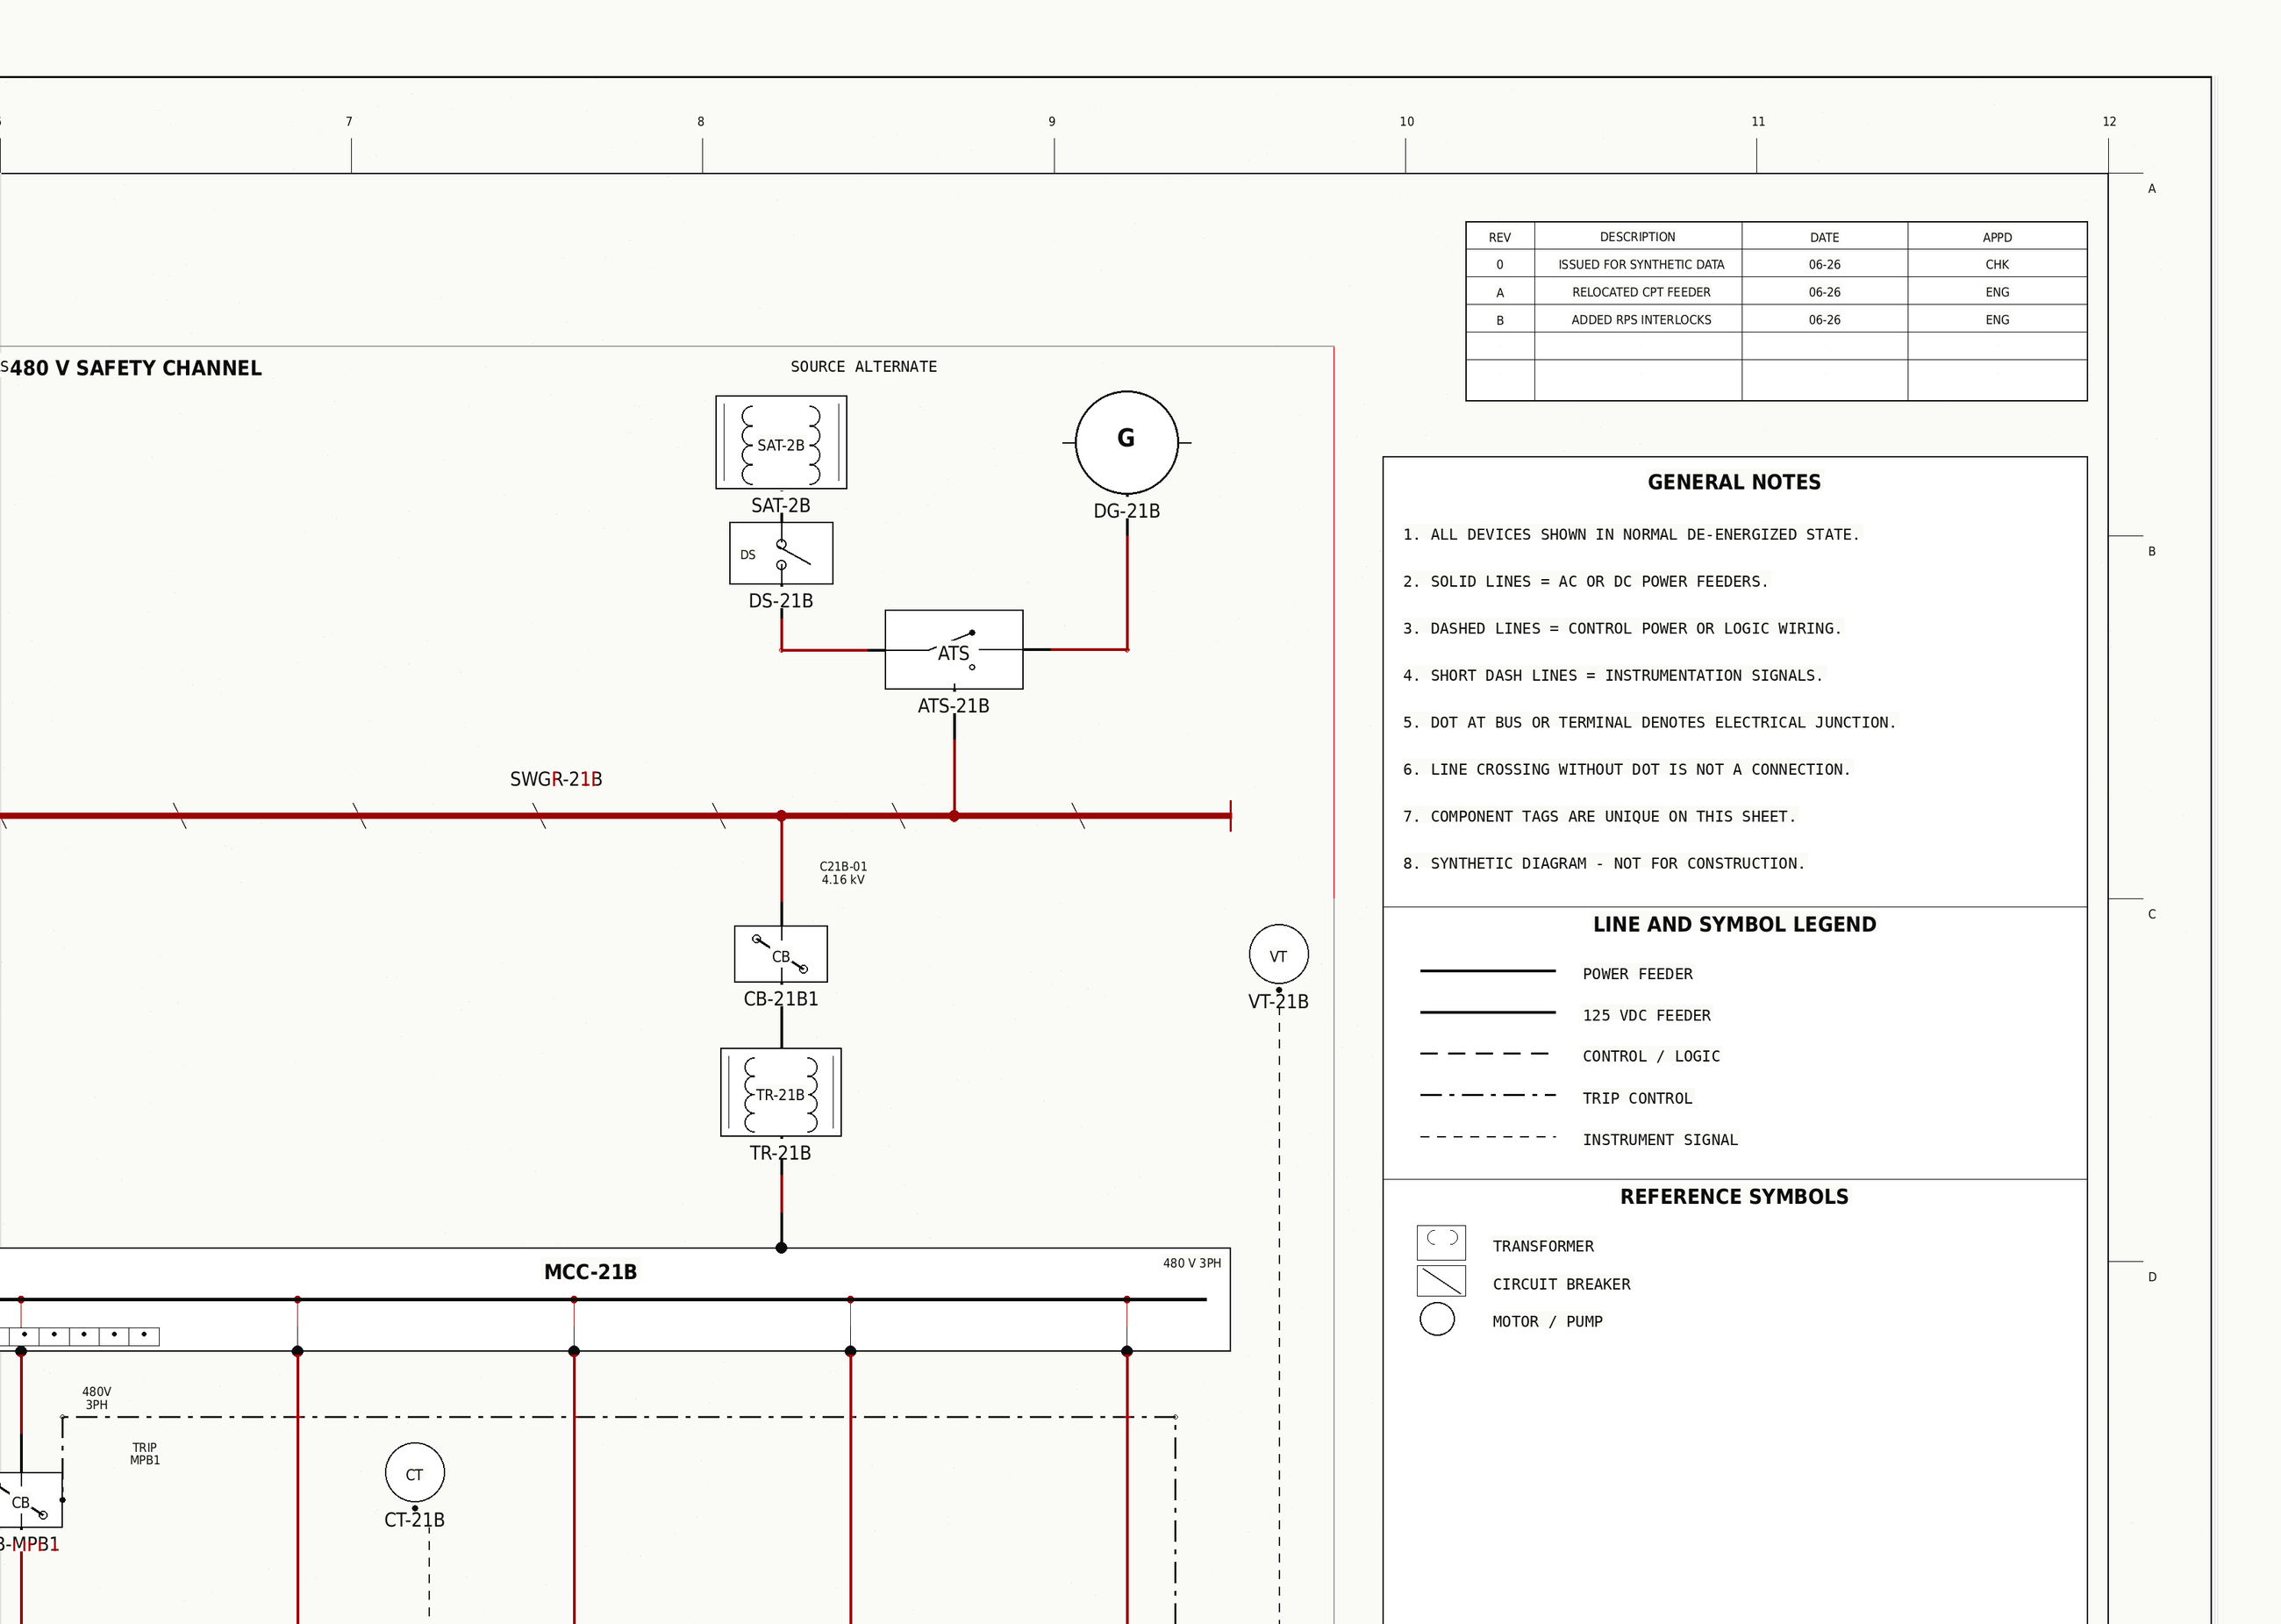 7 8 9 10 11 12
A
REV DESCRIPTION DATE APPD
0 ISSUED FOR SYNTHETIC DATA 06-26 CHK
A RELOCATED CPT FEEDER 06-26 ENG
B ADDED RPS INTERLOCKS 06-26 ENG
480 V SAFETY CHANNEL
SOURCE ALTERNATE
SAT-2B
SAT-2B
G
DG-21B
DS
DS-21B
ATS
ATS-21B
SWGR-21B
C21B-01
4.16 kV
CB
CB-21B1
VT
VT-21B
TR-21B
TR-21B
MCC-21B
480 V 3PH
480V
3PH
TRIP
MPB1
CB
B-MPB1
CT
CT-21B
GENERAL NOTES
1. ALL DEVICES SHOWN IN NORMAL DE-ENERGIZED STATE.
2. SOLID LINES = AC OR DC POWER FEEDERS.
3. DASHED LINES = CONTROL POWER OR LOGIC WIRING.
4. SHORT DASH LINES = INSTRUMENTATION SIGNALS.
5. DOT AT BUS OR TERMINAL DENOTES ELECTRICAL JUNCTION.
6. LINE CROSSING WITHOUT DOT IS NOT A CONNECTION.
7. COMPONENT TAGS ARE UNIQUE ON THIS SHEET.
8. SYNTHETIC DIAGRAM - NOT FOR CONSTRUCTION.
LINE AND SYMBOL LEGEND
POWER FEEDER
125 VDC FEEDER
CONTROL / LOGIC
TRIP CONTROL
INSTRUMENT SIGNAL
REFERENCE SYMBOLS
TRANSFORMER
CIRCUIT BREAKER
MOTOR / PUMP
B
C
D